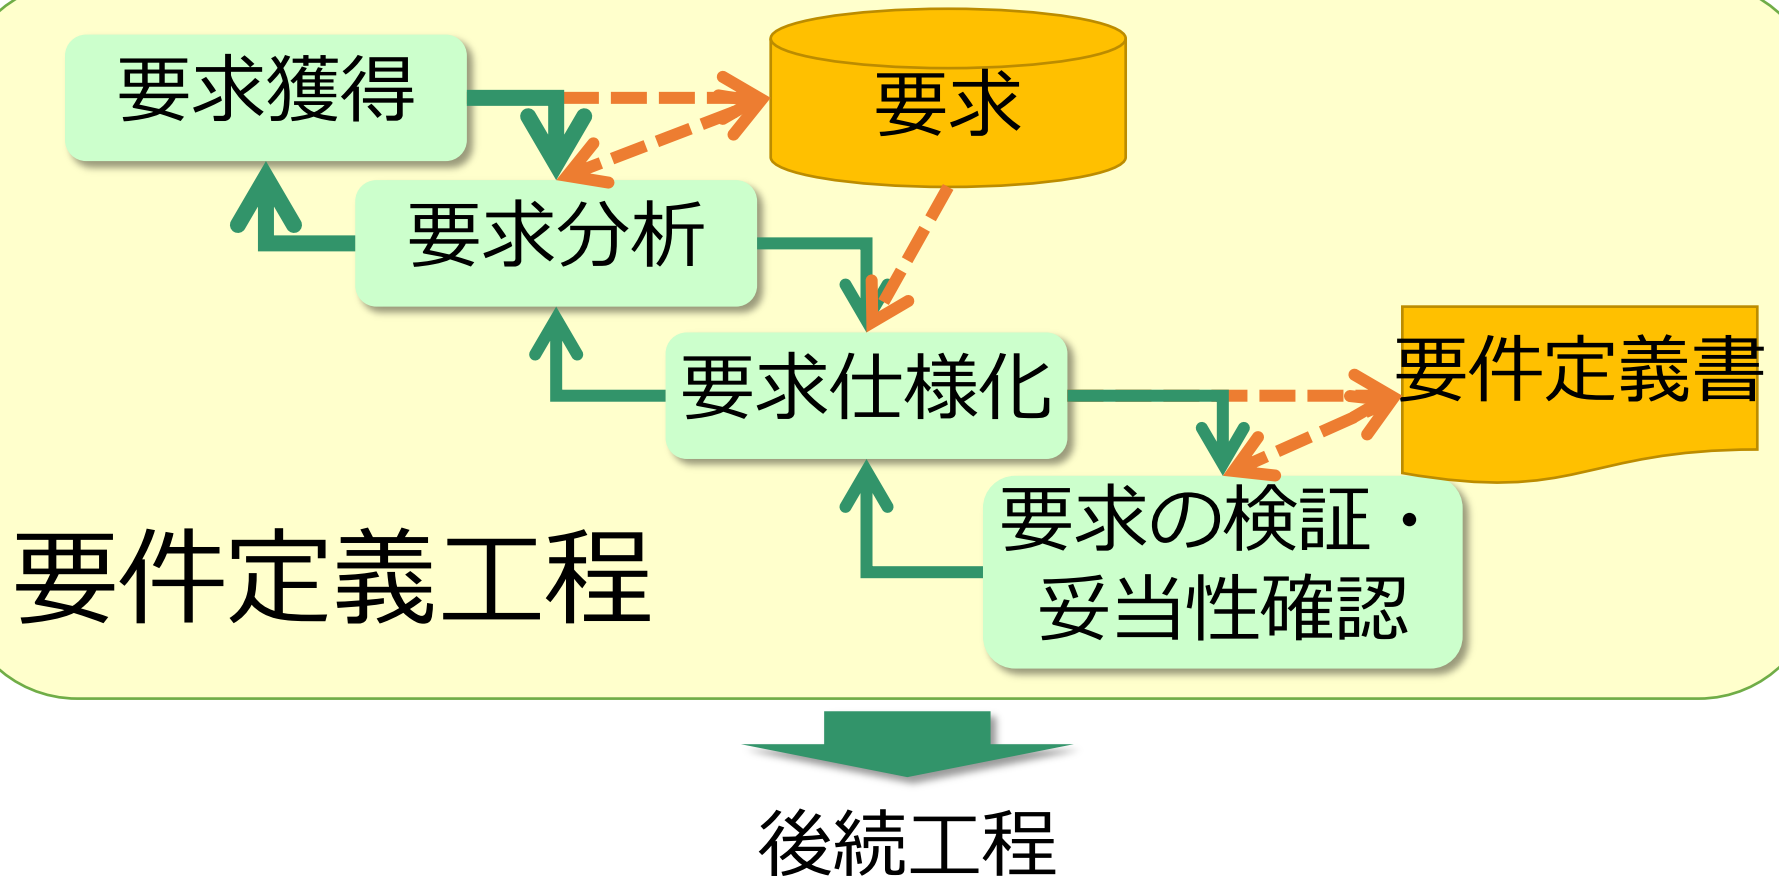 要求獲得
要求
要求分析
要求仕様化
要件定義書
要求の検証・
妥当性確認
要件定義工程
後続工程